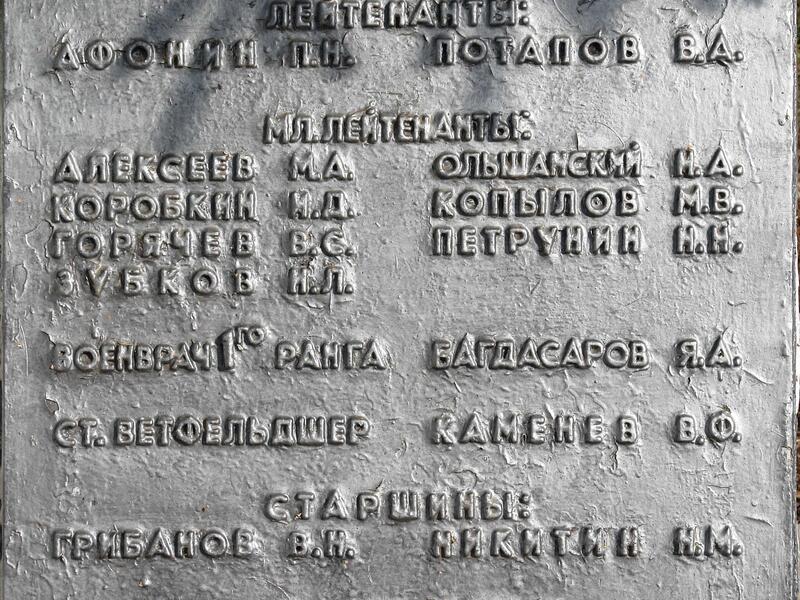 ЛЕЙТЕНАНТЫ:
АФОНИН П.Н. ПОТАПОВ В.А.
МЛ.ЛЕЙТЕНАНТЫ:
АЛЕКСЕЕВ М.А. ОЛЬШАНСКИЙ Н.А.
КОРОБКИН И.Д. КОПЫЛОВ М.В.
ГОРЯЧЕВ В.С. ПЕТРУНИН Н.Н.
ЗУБКОВ И.Л.
ВОЕНВРАЧ 1ГО РАНГА БАГДАСАРОВ Я.А.
СТ. ВЕТФЕЛЬДШЕР КАМЕНЕВ В.Ф.
СТАРШИНЫ:
ГРИБАНОВ В.Н. НИКИТИН Н.М.